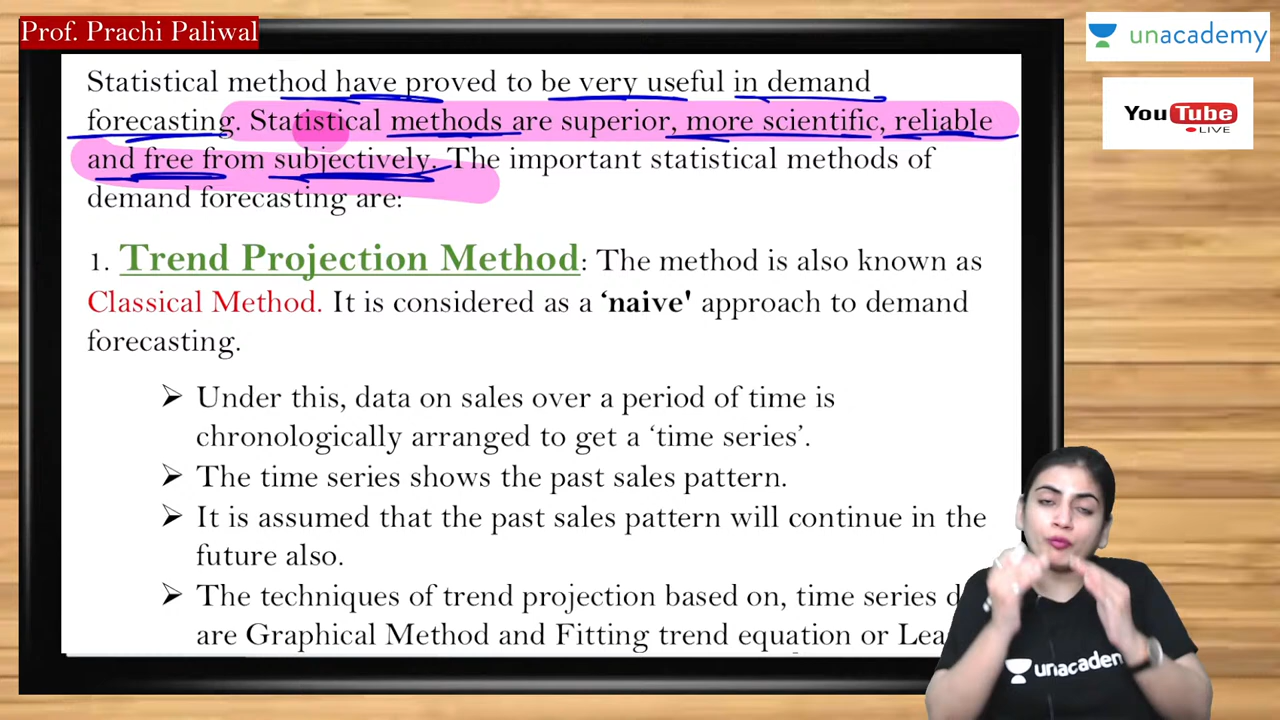 Prof. Prachi Paliwal
unacademy
YouTube
LIVE
Statistical method have proved to be very useful in demand
forecasting. Statistical methods are superior, more scientific, reliable
and free from subjectively. The important statistical methods of
demand forecasting are:
1. Trend Projection Method: The method is also known as
Classical Method. It is considered as a ‘naive' approach to demand
forecasting.
➤ Under this, data on sales over a period of time is
chronologically arranged to get a ‘time series’.
➤ The time series shows the past sales pattern.
➤ It is assumed that the past sales pattern will continue in the
future also.
➤ The techniques of trend projection based on, time series
are Graphical Method and Fitting trend equation or
unacademy